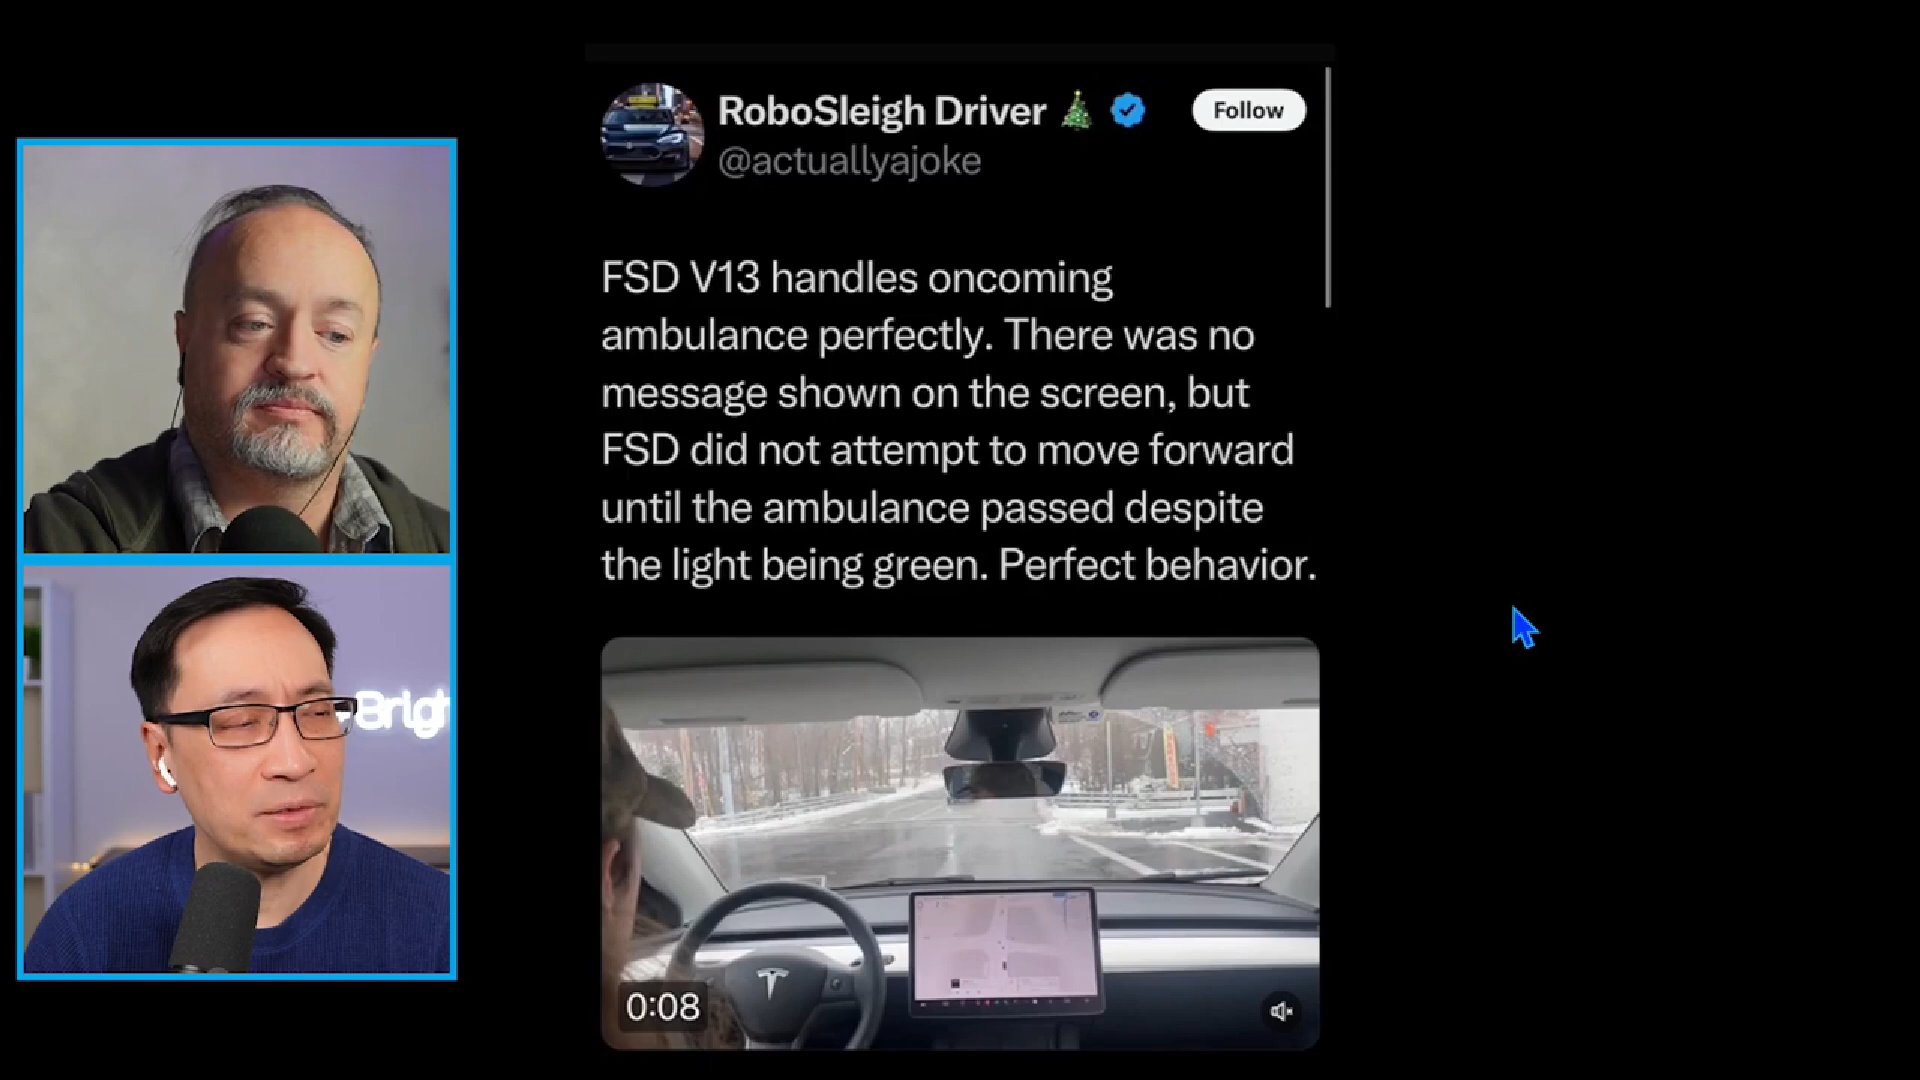 RoboSleigh Driver 🎄
Follow
@actuallyajoke
FSD V13 handles oncoming
ambulance perfectly. There was no
message shown on the screen, but
FSD did not attempt to move forward
until the ambulance passed despite
the light being green. Perfect behavior.
Brigh
0:08